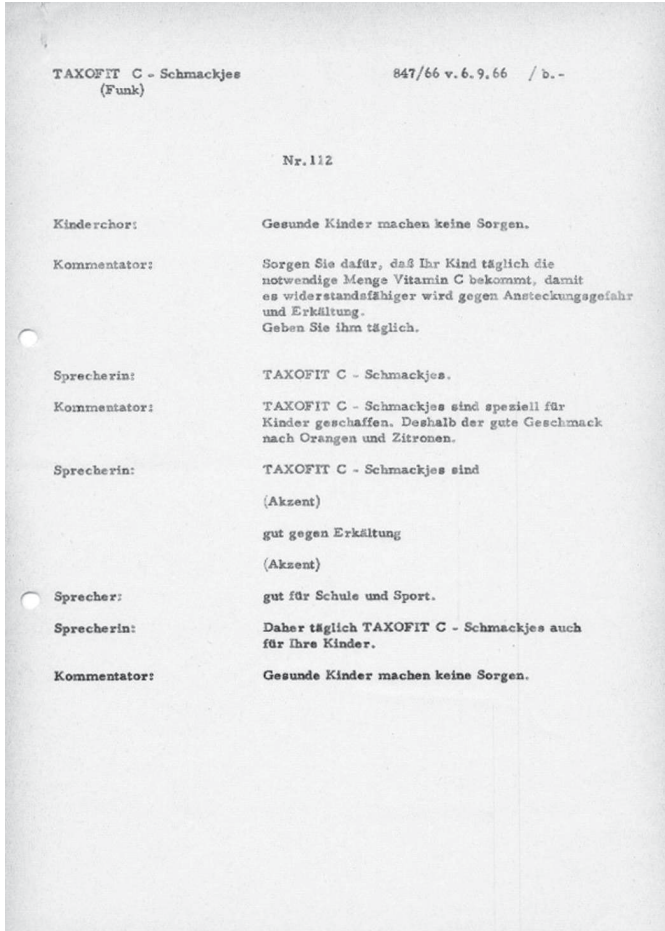 TAXOFIT C - Schmackjes 847/66 v. 6. 9. 66 / b. -
(Funk)
Nr. 112
Kinderchor: Gesunde Kinder machen keine Sorgen.
Kommentator: Sorgen Sie dafür, daß Ihr Kind täglich die
notwendige Menge Vitamin C bekommt, damit
es widerstandsfähiger wird gegen Ansteckungsgefahr
und Erkältung.
Geben Sie ihm täglich.
Sprecherin: TAXOFIT C - Schmackjes.
Kommentator: TAXOFIT C - Schmackjes sind speziell für
Kinder geschaffen. Deshalb der gute Geschmack
nach Orangen und Zitronen.
Sprecherin: TAXOFIT C - Schmackjes sind
(Akzent)
gut gegen Erkältung
(Akzent)
Sprecher: gut für Schule und Sport.
Sprecherin: Daher täglich TAXOFIT C - Schmackjes auch
für Ihre Kinder.
Kommentator: Gesunde Kinder machen keine Sorgen.